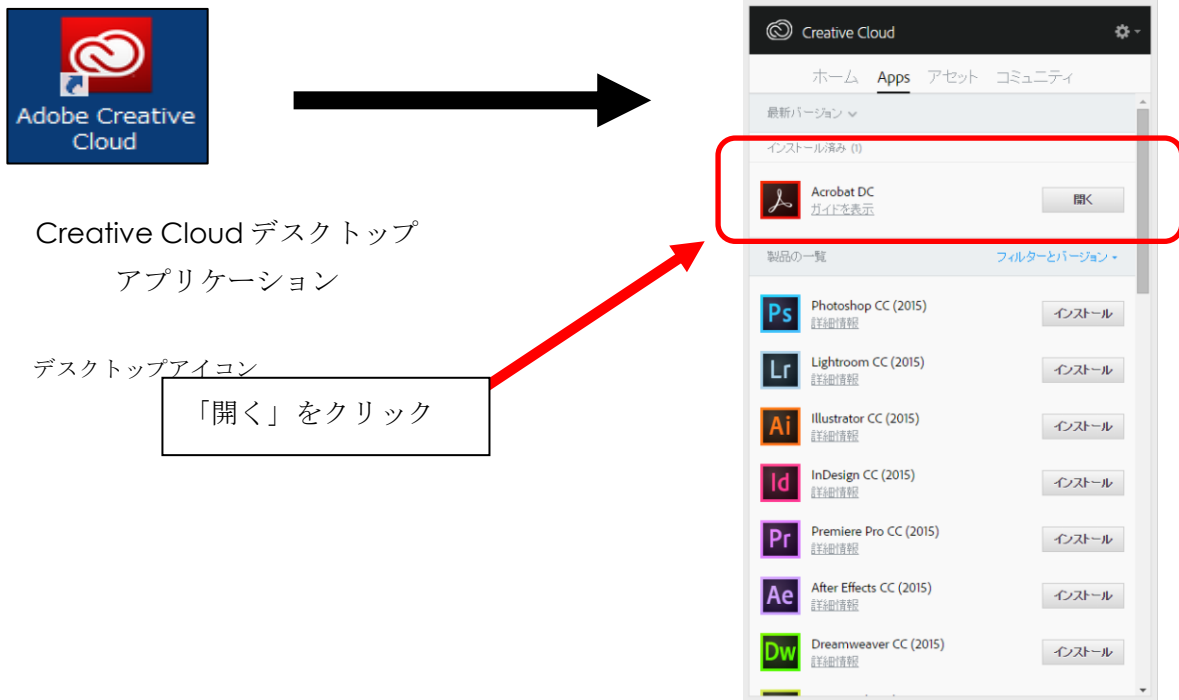 Adobe Creative
Cloud
Creative Cloud デスクトップ
アプリケーション
デスクトップアイコン
「開く」をクリック
Creative Cloud
ホーム Apps アセット コミュニティ
最新バージョン
インストール済み (1)
Acrobat DC
ガイドを表示
開く
製品の一覧 フィルターとバージョン
Ps
Photoshop CC (2015)
詳細情報
インストール
Lr
Lightroom CC (2015)
詳細情報
インストール
Ai
Illustrator CC (2015)
詳細情報
インストール
Id
InDesign CC (2015)
詳細情報
インストール
Pr
Premiere Pro CC (2015)
詳細情報
インストール
Ae
After Effects CC (2015)
詳細情報
インストール
Dw
Dreamweaver CC (2015)
詳細情報
インストール